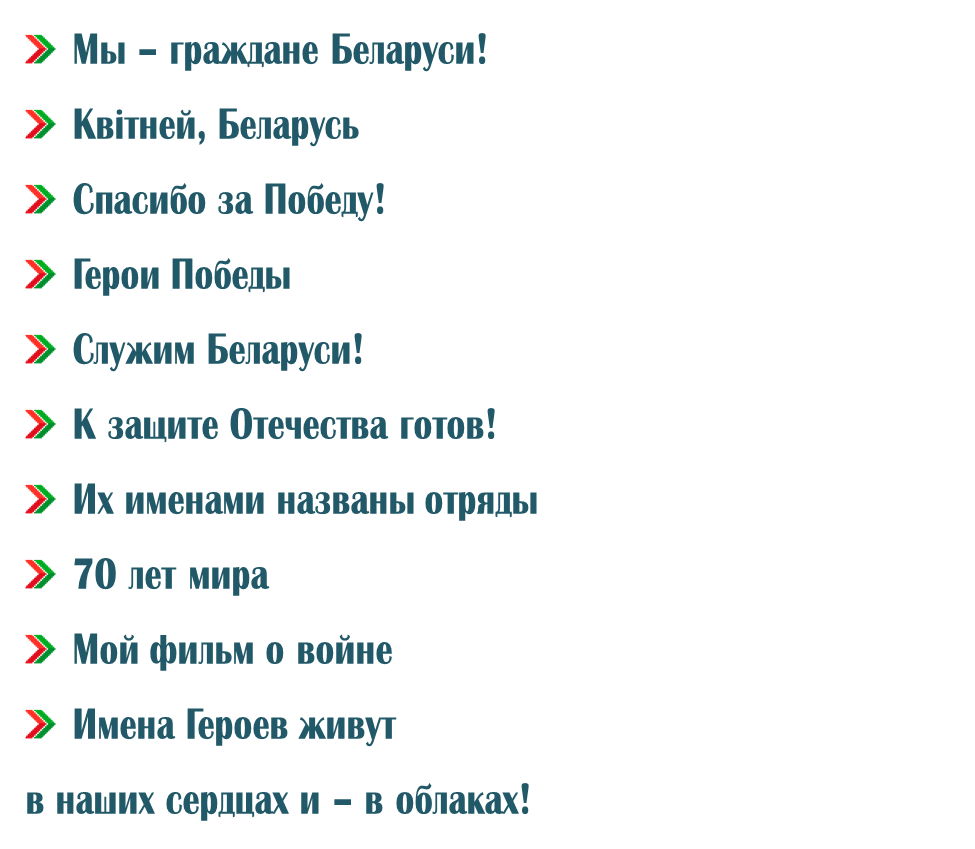 Мы – граждане Беларуси!
Квітней, Беларусь
Спасибо за Победу!
Герои Победы
Служим Беларуси!
К защите Отечества готов!
Их именами названы отряды
70 лет мира
Мой фильм о войне
Имена Героев живут
в наших сердцах и – в облаках!